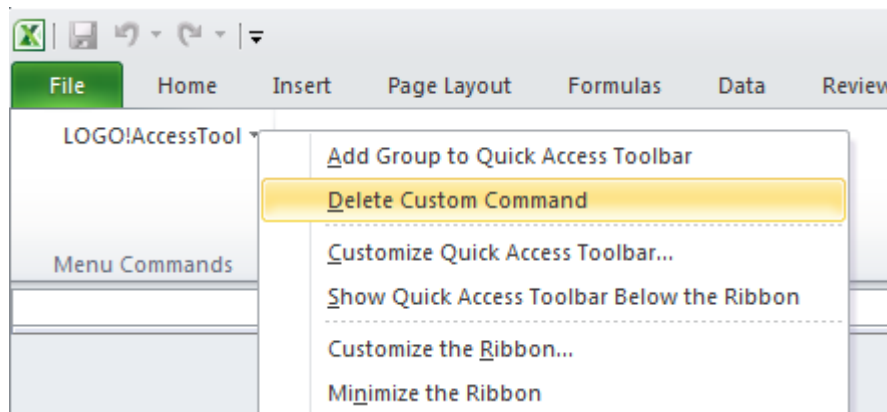 File Home Insert Page Layout Formulas Data Review
LOGO!AccessTool
Add Group to Quick Access Toolbar
Delete Custom Command
Customize Quick Access Toolbar...
Menu Commands
Show Quick Access Toolbar Below the Ribbon
Customize the Ribbon...
Minimize the Ribbon